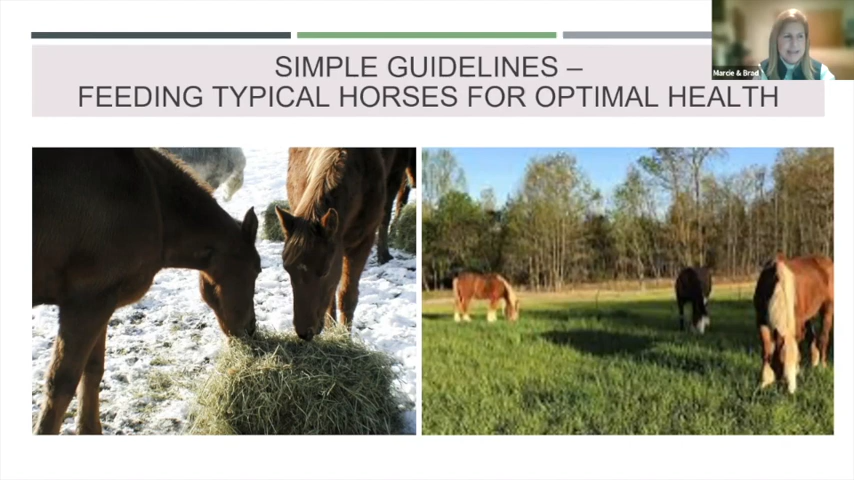 SIMPLE GUIDELINES –
FEEDING TYPICAL HORSES FOR OPTIMAL HEALTH
Marcie & Brad